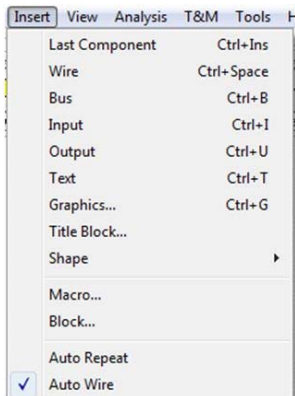 Insert View Analysis T&M Tools H
Last Component Ctrl+Ins
Wire Ctrl+Space
Bus Ctrl+B
Input Ctrl+I
Output Ctrl+U
Text Ctrl+T
Graphics... Ctrl+G
Title Block...
Shape
Macro...
Block...
Auto Repeat
Auto Wire